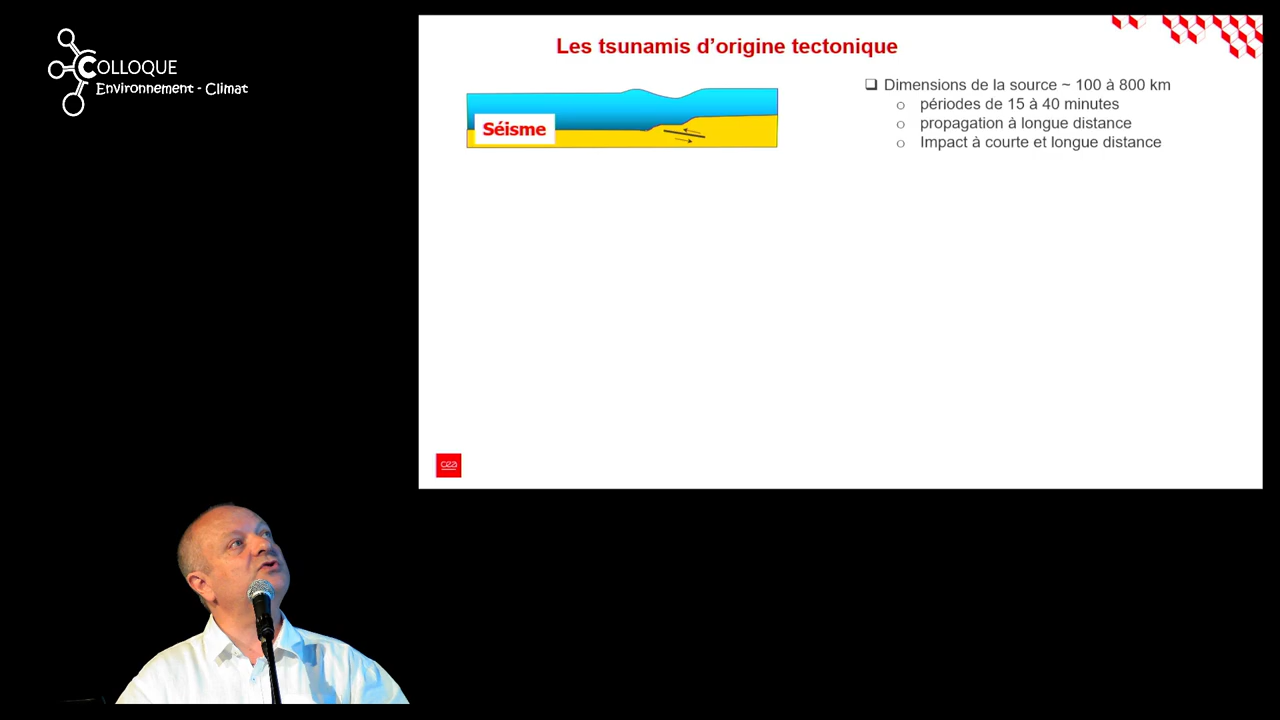 COLLOQUE
Environnement - Climat
Les tsunamis d’origine tectonique
Séisme
❑ Dimensions de la source ~ 100 à 800 km
o périodes de 15 à 40 minutes
o propagation à longue distance
o Impact à courte et longue distance
cea